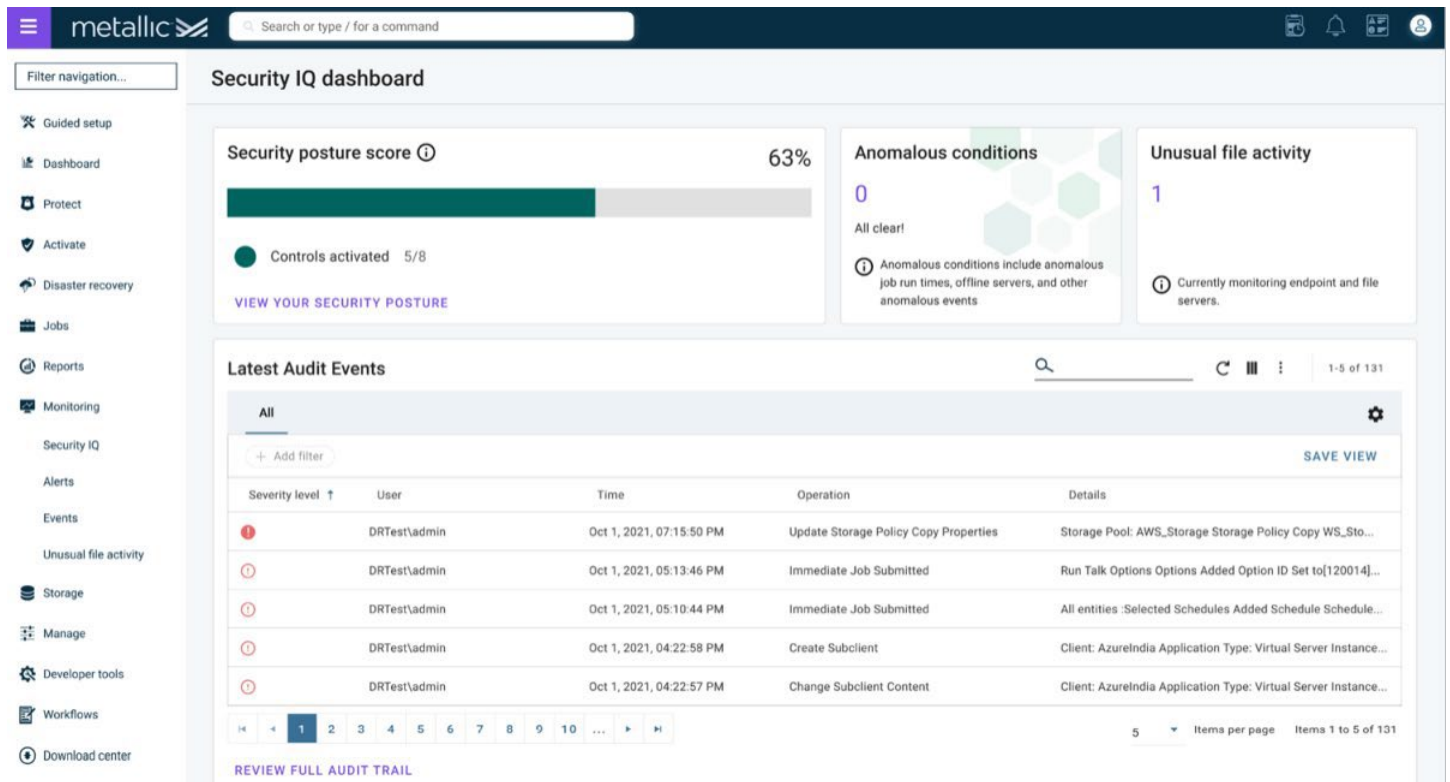 metallic
Search or type / for a command
Filter navigation...
Guided setup
Dashboard
Protect
Activate
Disaster recovery
Jobs
Reports
Monitoring
Security IQ
Alerts
Events
Unusual file activity
Storage
Manage
Developer tools
Workflows
Download center
Security IQ dashboard
Security posture score
63%
Controls activated 5/8
VIEW YOUR SECURITY POSTURE
Anomalous conditions
0
All clear!
Anomalous conditions include anomalous
job run times, offline servers, and other
anomalous events
Unusual file activity
1
Currently monitoring endpoint and file
servers.
Latest Audit Events
1-5 of 131
All
+ Add filter
SAVE VIEW
Severity level ↑ User Time Operation Details
DRTest\admin Oct 1, 2021, 07:15:50 PM Update Storage Policy Copy Properties Storage Pool: AWS_Storage Storage Policy Copy WS_Sto...
DRTest\admin Oct 1, 2021, 05:13:46 PM Immediate Job Submitted Run Talk Options Options Added Option ID Set to[120014]...
DRTest\admin Oct 1, 2021, 05:10:44 PM Immediate Job Submitted All entities :Selected Schedules Added Schedule Schedule...
DRTest\admin Oct 1, 2021, 04:22:58 PM Create Subclient Client: AzureIndia Application Type: Virtual Server Instance...
DRTest\admin Oct 1, 2021, 04:22:57 PM Change Subclient Content Client: AzureIndia Application Type: Virtual Server Instance...
1 2 3 4 5 6 7 8 9 10 ...
5 Items per page Items 1 to 5 of 131
REVIEW FULL AUDIT TRAIL